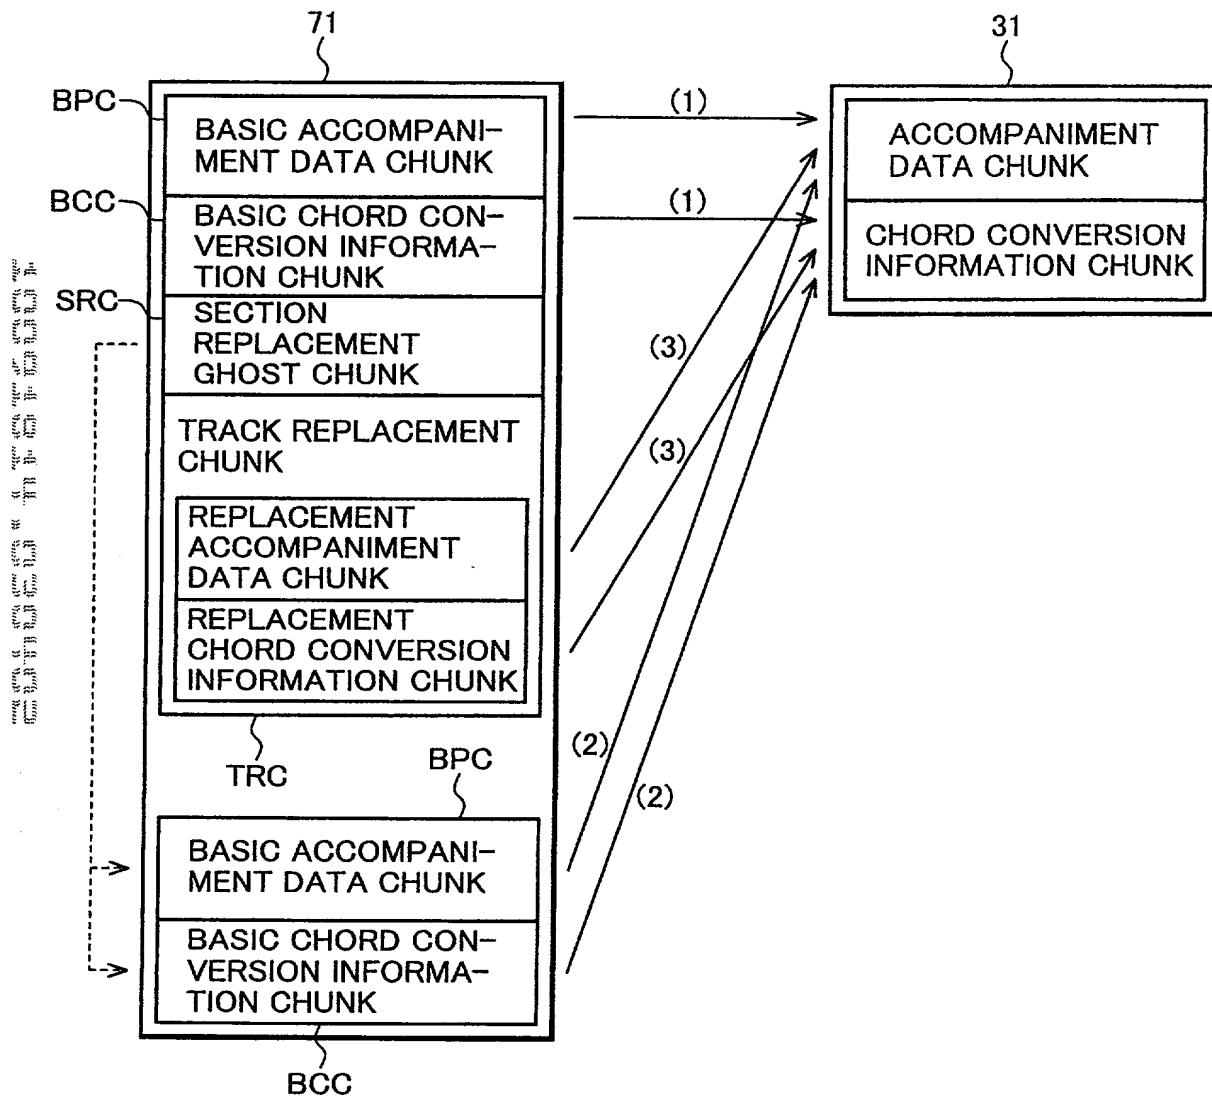 71
31
BPC
BASIC ACCOMPANI-
MENT DATA CHUNK
(1)
ACCOMPANIMENT
DATA CHUNK
BCC
BASIC CHORD CON-
VERSION INFORMA-
TION CHUNK
(1)
CHORD CONVERSION
INFORMATION CHUNK
SRC
SECTION
REPLACEMENT
GHOST CHUNK
(3)
TRACK REPLACEMENT
CHUNK
(3)
REPLACEMENT
ACCOMPANIMENT
DATA CHUNK
REPLACEMENT
CHORD CONVERSION
INFORMATION CHUNK
TRC
BPC
(2)
(2)
BASIC ACCOMPANI-
MENT DATA CHUNK
BASIC CHORD CON-
VERSION INFORMA-
TION CHUNK
BCC